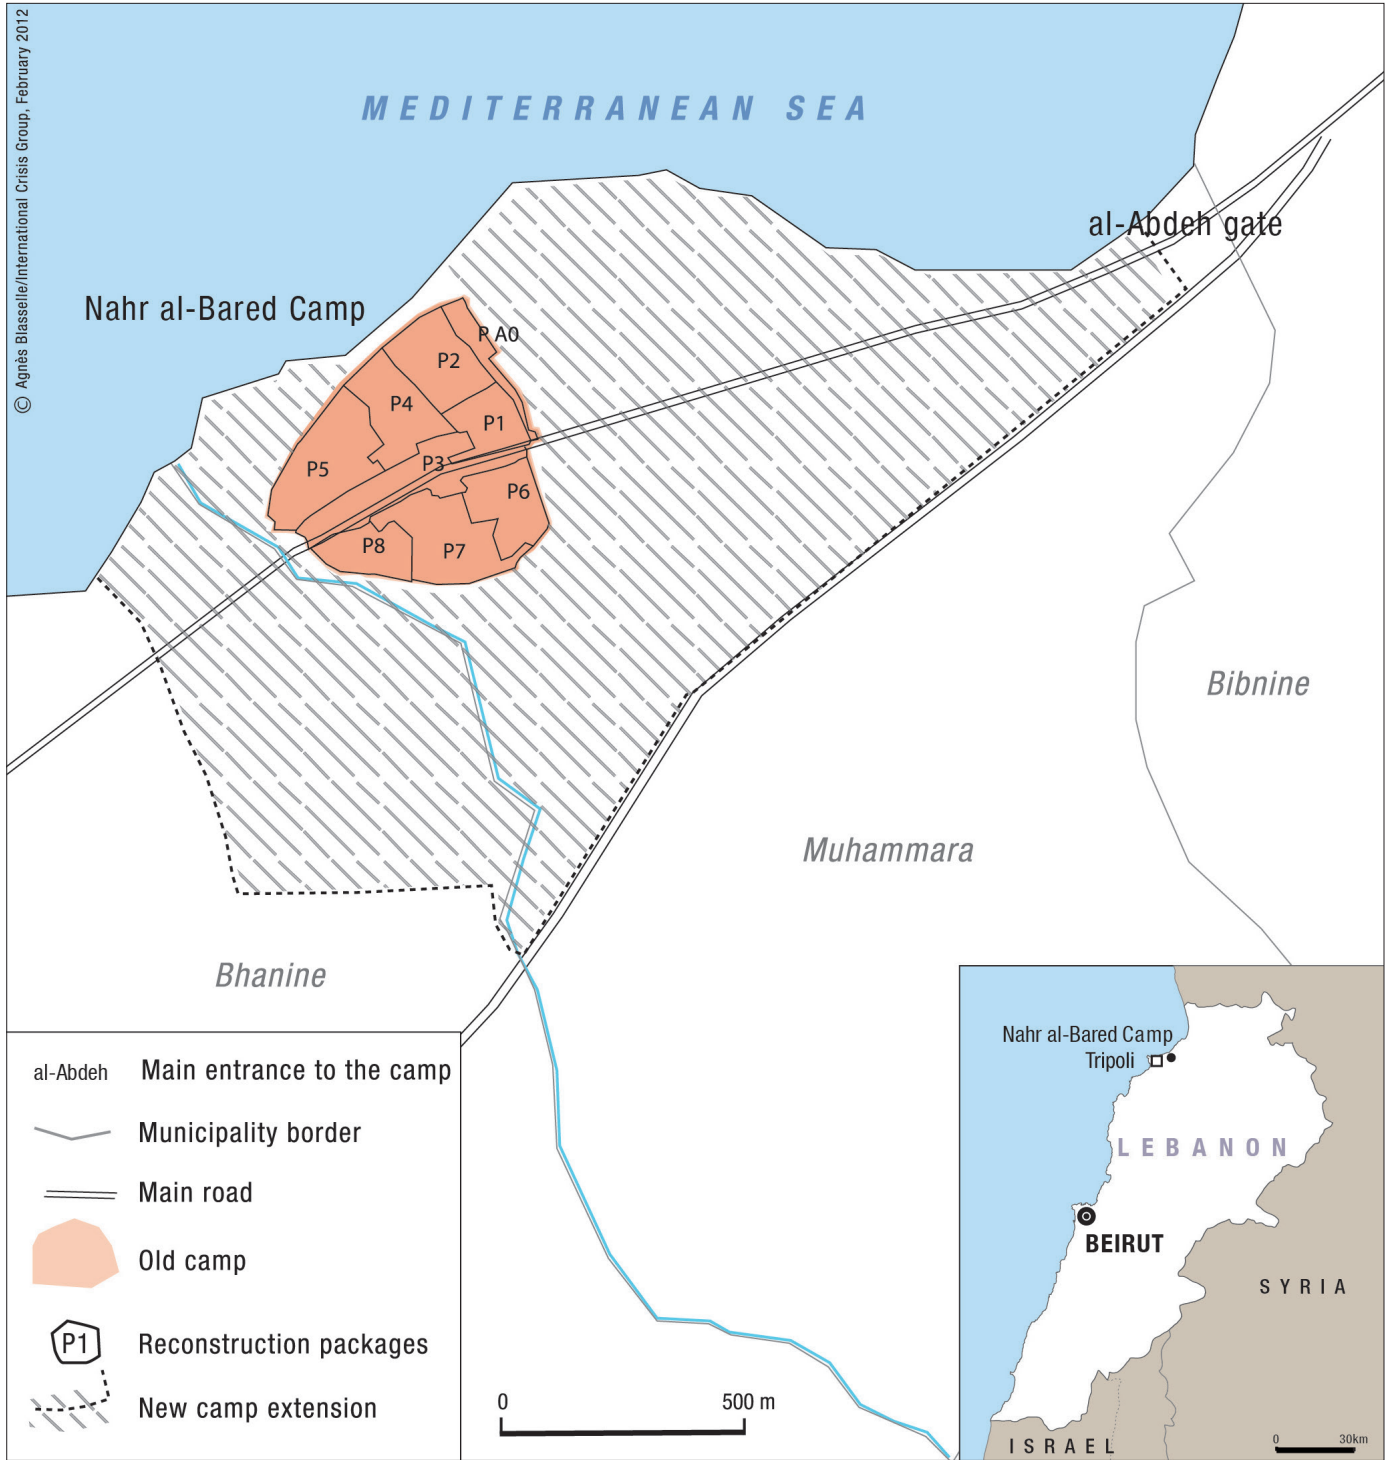 © Agnès Blasselle/International Crisis Group, February 2012
MEDITERRANEAN SEA
al-Abdeh gate
Nahr al-Bared Camp
P A0
P2
P4
P1
P3
P5
P6
P8
P7
Bibnine
Muhammara
Bhanine
al-Abdeh Main entrance to the camp
Municipality border
Main road
Old camp
P1 Reconstruction packages
New camp extension
0 500 m
Nahr al-Bared Camp
Tripoli
LEBANON
BEIRUT
SYRIA
ISRAEL
0 30km